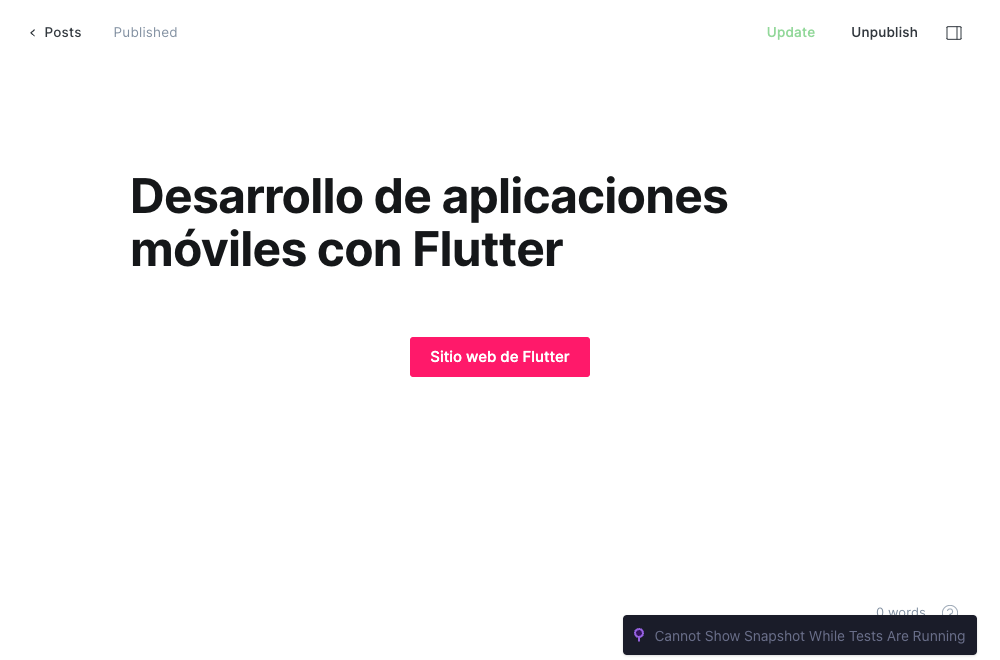 Posts
Published
Update
Unpublish
Desarrollo de aplicaciones
móviles con Flutter
Sitio web de Flutter
0 words
?
Cannot Show Snapshot While Tests Are Running